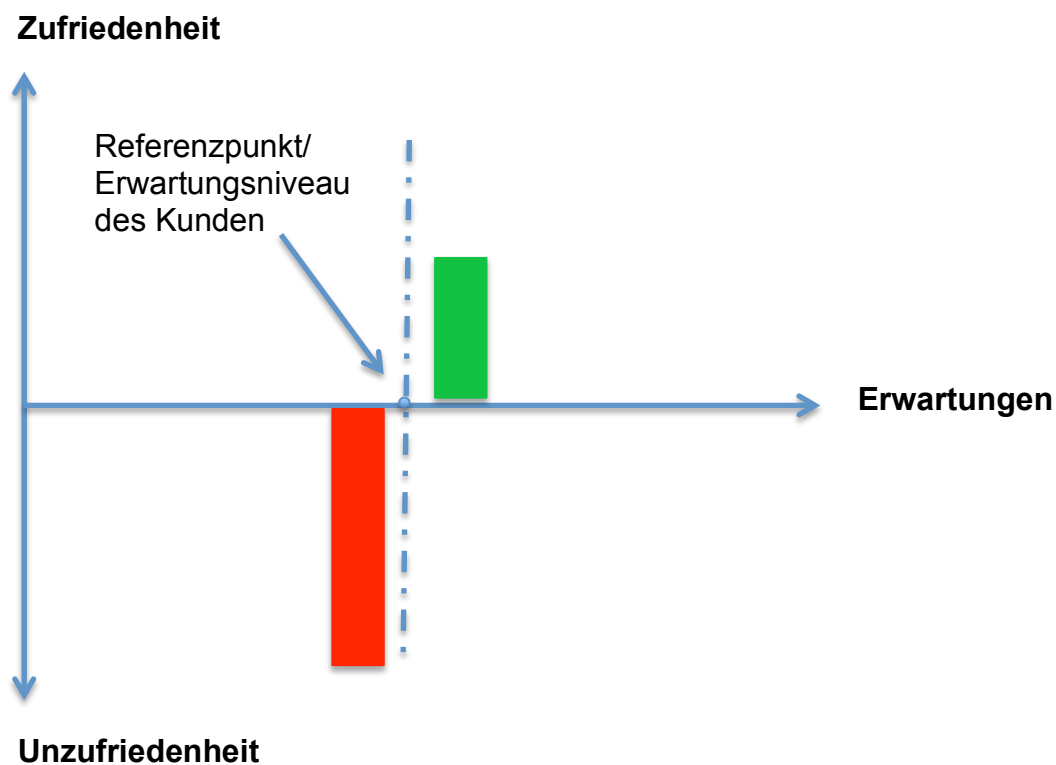 Zufriedenheit
Referenzpunkt/
Erwartungsniveau
des Kunden
Erwartungen
Unzufriedenheit